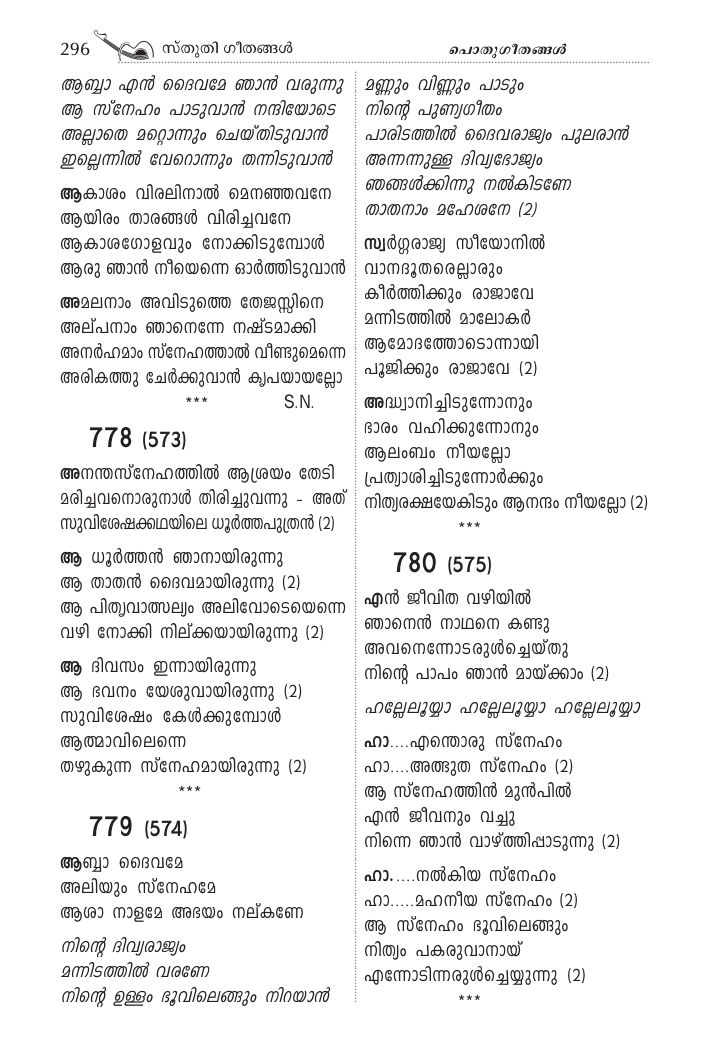 296 സ്തുതി ഗീതങ്ങൾ
പൊതുഗീതങ്ങൾ
ആബ്ബാ എൻ ദൈവമേ ഞാൻ വരുന്നു
ആ സ്നേഹം പാടുവാൻ നന്ദിയോടെ
അല്ലാതെ മറ്റൊന്നും ചെയ്തിടുവാൻ
ഇല്ലെന്നിൽ വേറൊന്നും തന്നിടുവാൻ
ആകാശം വിരലിനാൽ മെനഞ്ഞവനേ
ആയിരം താരങ്ങൾ വിരിച്ചവനേ
ആകാശഗോളവും നോക്കിടുമ്പോൾ
ആരു ഞാൻ നീയെന്നെ ഓർത്തിടുവാൻ
അമലനാം അവിടുത്തെ തേജസ്സിനെ
അല്പനാം ഞാനെന്നേ നഷ്ടമാക്കി
അനർഹമാം സ്നേഹത്താൽ വീണ്ടുമെന്നെ
അരികത്തു ചേർക്കുവാൻ കൃപയായല്ലോ
*** S.N.
778 (573)
അനന്തസ്നേഹത്തിൽ ആശ്രയം തേടി
മരിച്ചവനൊരുനാൾ തിരിച്ചുവന്നു – അത്
സുവിശേഷക്കഥയിലെ ധൂർത്തപുത്രൻ (2)
ആ ധൂർത്തൻ ഞാനായിരുന്നു
ആ താതൻ ദൈവമായിരുന്നു (2)
ആ പിതൃവാത്സല്യം അലിവോടെയെന്നെ
വഴി നോക്കി നില്ക്കയായിരുന്നു (2)
ആ ദിവസം ഇന്നായിരുന്നു
ആ ഭവനം യേശുവായിരുന്നു (2)
സുവിശേഷം കേൾക്കുമ്പോൾ
ആത്മാവിലെന്നെ
തഴുകുന്ന സ്നേഹമായിരുന്നു (2)
***
779 (574)
ആബ്ബാ ദൈവമേ
അലിയും സ്നേഹമേ
ആശാ നാളമേ അഭയം നല്കണേ
നിന്റെ ദിവ്യരാജ്യം
മന്നിടത്തിൽ വരണേ
നിന്റെ ഉള്ളം ഭൂവിലെങ്ങും നിറയാൻ
മണ്ണും വിണ്ണും പാടും
നിന്റെ പുണ്യഗീതം
പാരിടത്തിൽ ദൈവരാജ്യം പുലരാൻ
അന്നന്നുള്ള ദിവ്യഭോജ്യം
ഞങ്ങൾക്കിന്നു നൽകിടണേ
താതനാം മഹേശനേ (2)
സ്വർഗ്ഗരാജ്യ സീയോനിൽ
വാനദൂതരെല്ലാരും
കീർത്തിക്കും രാജാവേ
മന്നിടത്തിൽ മാലോകർ
ആമോദത്തോടൊന്നായി
പൂജിക്കും രാജാവേ (2)
അദ്ധ്വാനിച്ചിടുന്നോനും
ഭാരം വഹിക്കുന്നോനും
ആലംബം നീയല്ലോ
പ്രത്യാശിച്ചിടുന്നോർക്കും
നിത്യരക്ഷയേകിടും ആനന്ദം നീയല്ലോ (2)
***
780 (575)
എൻ ജീവിത വഴിയിൽ
ഞാനെൻ നാഥനെ കണ്ടു
അവനെന്നോടരുൾച്ചെയ്തു
നിന്റെ പാപം ഞാൻ മായ്ക്കാം (2)
ഹല്ലേലൂയ്യാ ഹല്ലേലൂയ്യാ ഹല്ലേലൂയ്യാ
ഹാ....എന്തൊരു സ്നേഹം
ഹാ....അത്ഭുത സ്നേഹം (2)
ആ സ്നേഹത്തിൻ മുൻപിൽ
എൻ ജീവനും വച്ചു
നിന്നെ ഞാൻ വാഴ്ത്തിപ്പാടുന്നു (2)
ഹാ.....നൽകിയ സ്നേഹം
ഹാ.....മഹനീയ സ്നേഹം (2)
ആ സ്നേഹം ഭൂവിലെങ്ങും
നിത്യം പകരുവാനായ്
എന്നോടിന്നരുൾച്ചെയ്യുന്നു (2)
***